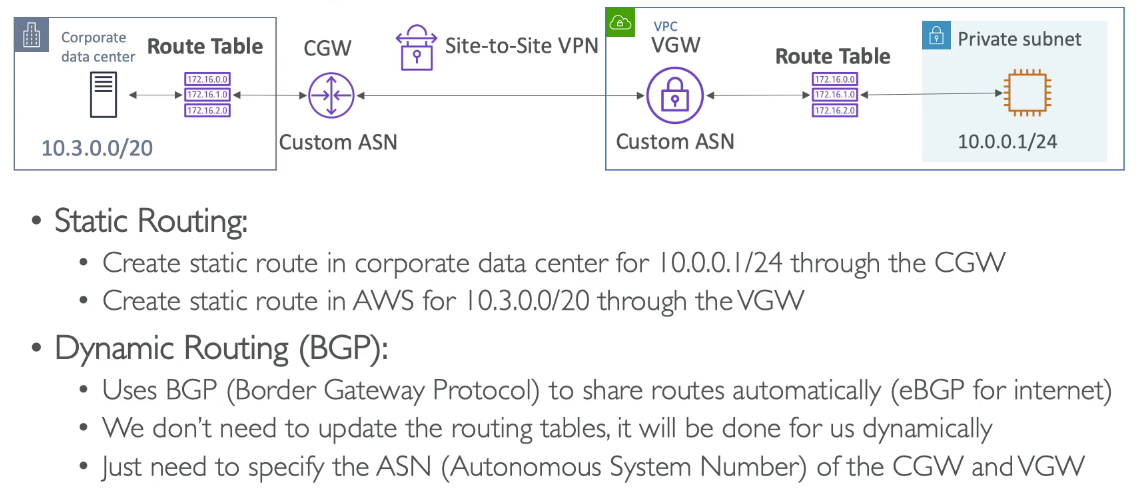 Corporate
data center
Route Table
172.16.0.0
172.16.1.0
172.16.2.0
10.3.0.0/20
CGW
Custom ASN
Site-to-Site VPN
VPC
VGW
Custom ASN
Route Table
172.16.0.0
172.16.1.0
172.16.2.0
Private subnet
10.0.0.1/24
• Static Routing:
• Create static route in corporate data center for 10.0.0.1/24 through the CGW
• Create static route in AWS for 10.3.0.0/20 through the VGW
• Dynamic Routing (BGP):
• Uses BGP (Border Gateway Protocol) to share routes automatically (eBGP for internet)
• We don't need to update the routing tables, it will be done for us dynamically
• Just need to specify the ASN (Autonomous System Number) of the CGW and VGW